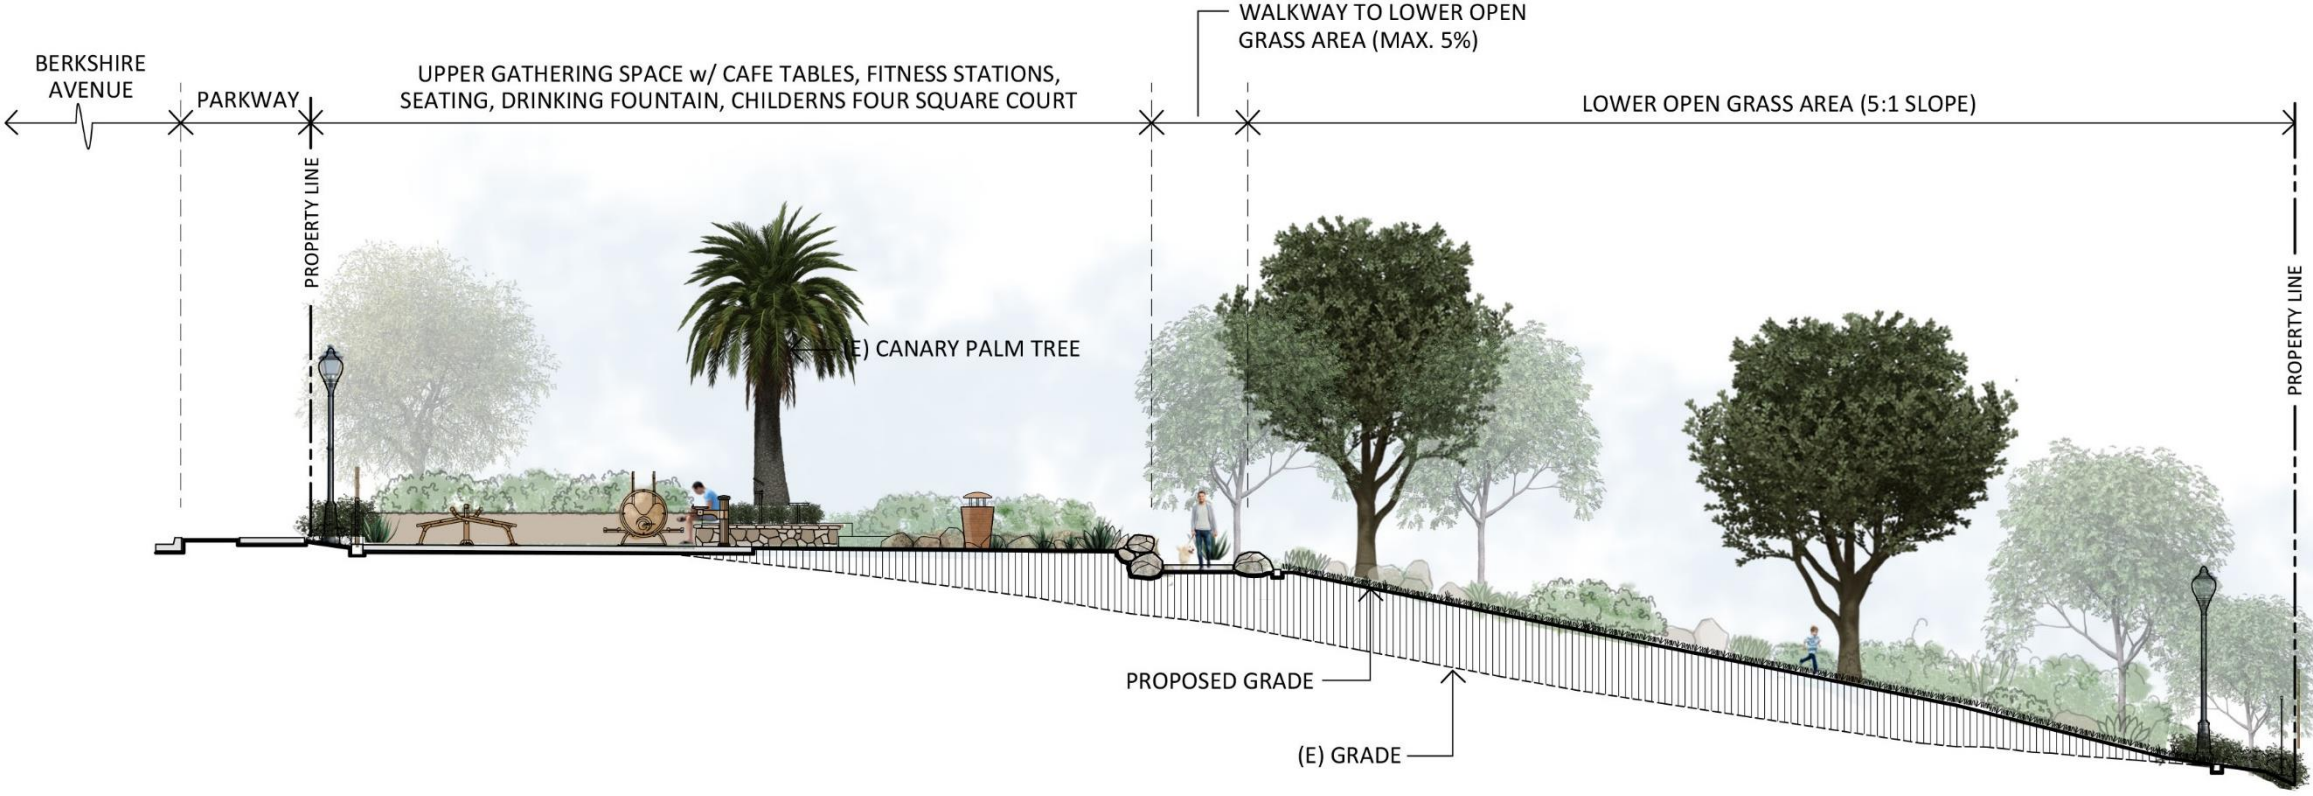 WALKWAY TO LOWER OPEN
GRASS AREA (MAX. 5%)
BERKSHIRE
AVENUE
PARKWAY
UPPER GATHERING SPACE w/ CAFE TABLES, FITNESS STATIONS,
SEATING, DRINKING FOUNTAIN, CHILDERNS FOUR SQUARE COURT
LOWER OPEN GRASS AREA (5:1 SLOPE)
PROPERTY LINE
(E) CANARY PALM TREE
PROPERTY LINE
PROPOSED GRADE
(E) GRADE